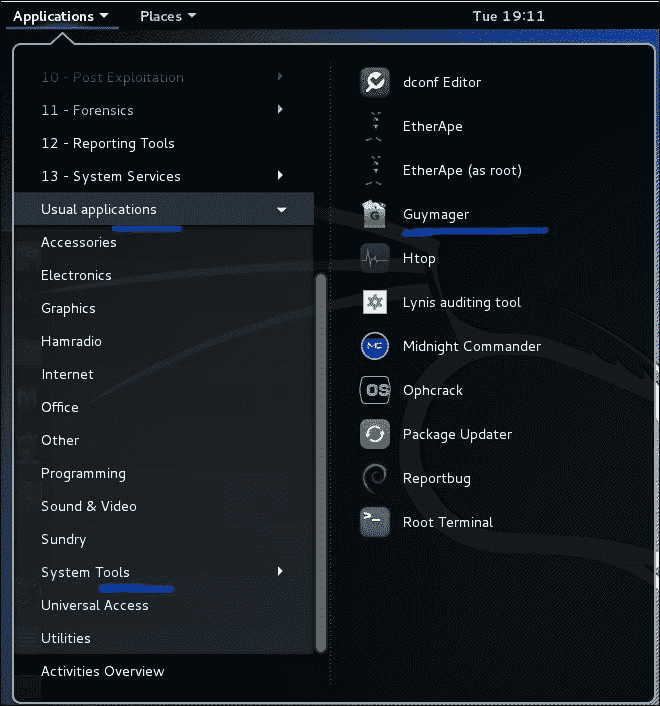 Applications Places Tue 19:11
10 - Post Exploitation
11 - Forensics
12 - Reporting Tools
13 - System Services
Usual applications
Accessories
Electronics
Graphics
Hamradio
Internet
Office
Other
Programming
Sound & Video
Sundry
System Tools
Universal Access
Utilities
Activities Overview
dconf Editor
EtherApe
EtherApe (as root)
Guymager
Htop
Lynis auditing tool
MC Midnight Commander
OS Ophcrack
Package Updater
Reportbug
Root Terminal